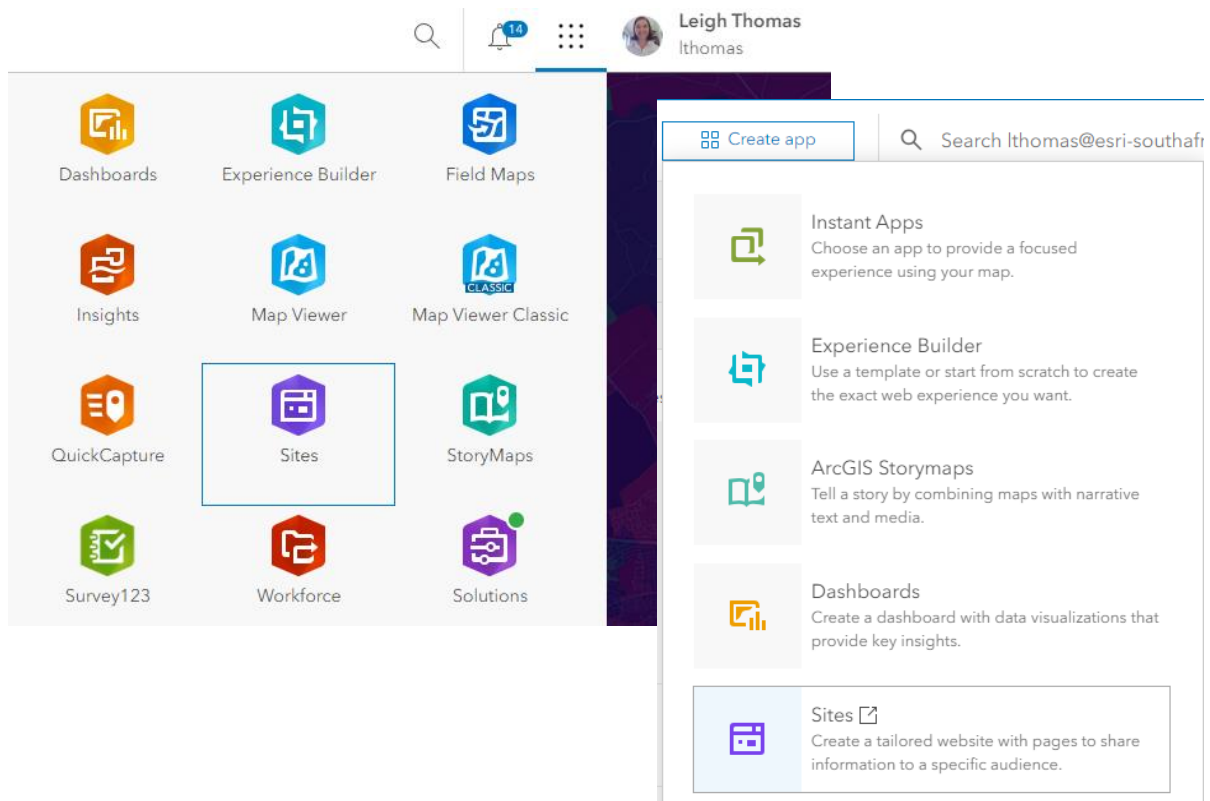 14
Leigh Thomas
lthomas
Dashboards
Experience Builder
Field Maps
Insights
Map Viewer
CLASSIC
Map Viewer Classic
QuickCapture
Sites
StoryMaps
Survey123
Workforce
Solutions
Create app
Search lthomas@esri-southafr
Instant Apps
Choose an app to provide a focused
experience using your map.
Experience Builder
Use a template or start from scratch to create
the exact web experience you want.
ArcGIS Storymaps
Tell a story by combining maps with narrative
text and media.
Dashboards
Create a dashboard with data visualizations that
provide key insights.
Sites
Create a tailored website with pages to share
information to a specific audience.